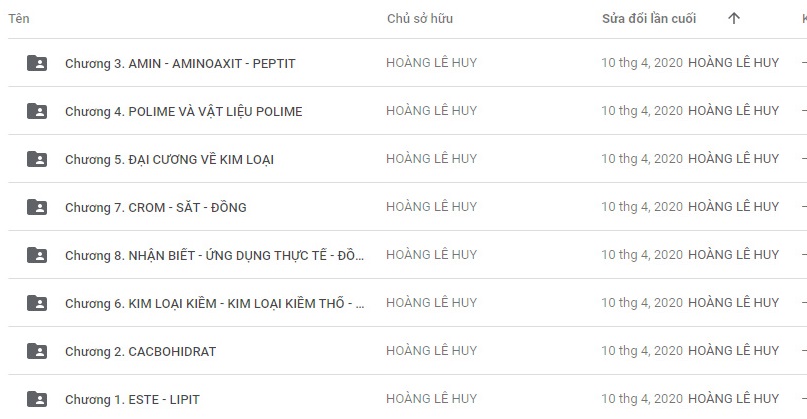 Tên Chủ sở hữu Sửa đổi lần cuối
Chương 3. AMIN - AMINOAXIT - PEPTIT HOÀNG LÊ HUY 10 thg 4, 2020 HOÀNG LÊ HUY –
Chương 4. POLIME VÀ VẬT LIỆU POLIME HOÀNG LÊ HUY 10 thg 4, 2020 HOÀNG LÊ HUY –
Chương 5. ĐẠI CƯƠNG VỀ KIM LOẠI HOÀNG LÊ HUY 10 thg 4, 2020 HOÀNG LÊ HUY –
Chương 7. CROM - SẮT - ĐỒNG HOÀNG LÊ HUY 10 thg 4, 2020 HOÀNG LÊ HUY –
Chương 8. NHẬN BIẾT - ỨNG DỤNG THỰC TẾ - ĐỒ... HOÀNG LÊ HUY 10 thg 4, 2020 HOÀNG LÊ HUY –
Chương 6. KIM LOẠI KIỀM - KIM LOẠI KIỀM THỔ - ... HOÀNG LÊ HUY 10 thg 4, 2020 HOÀNG LÊ HUY –
Chương 2. CACBOHIDRAT HOÀNG LÊ HUY 10 thg 4, 2020 HOÀNG LÊ HUY –
Chương 1. ESTE - LIPIT HOÀNG LÊ HUY 10 thg 4, 2020 HOÀNG LÊ HUY –